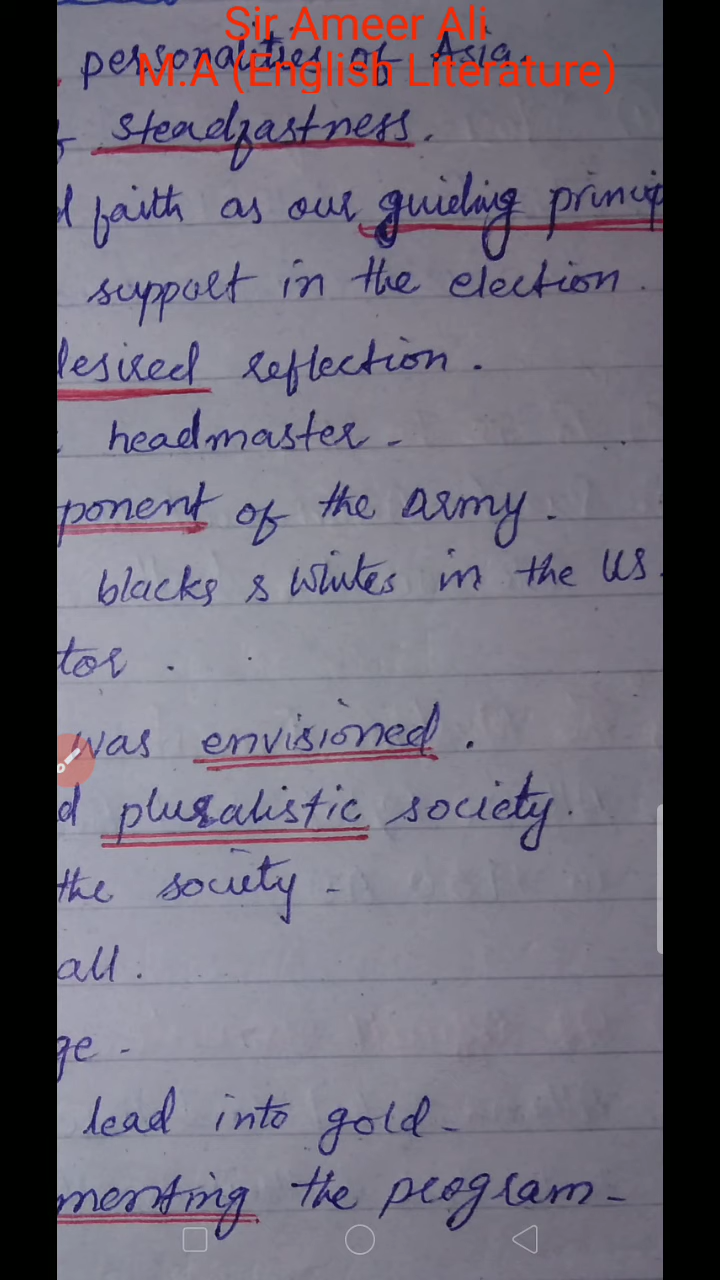 Sir Ameer Ali
M.A (English Literature)
personalities of Asia.
steadfastness.
faith as our guiding princip
support in the election.
desired reflection.
headmaster.
ponent of the army.
blacks & whites in the US.
tor.
was envisioned.
d pluralistic society.
the society.
all.
ge.
lead into gold.
menting the program.